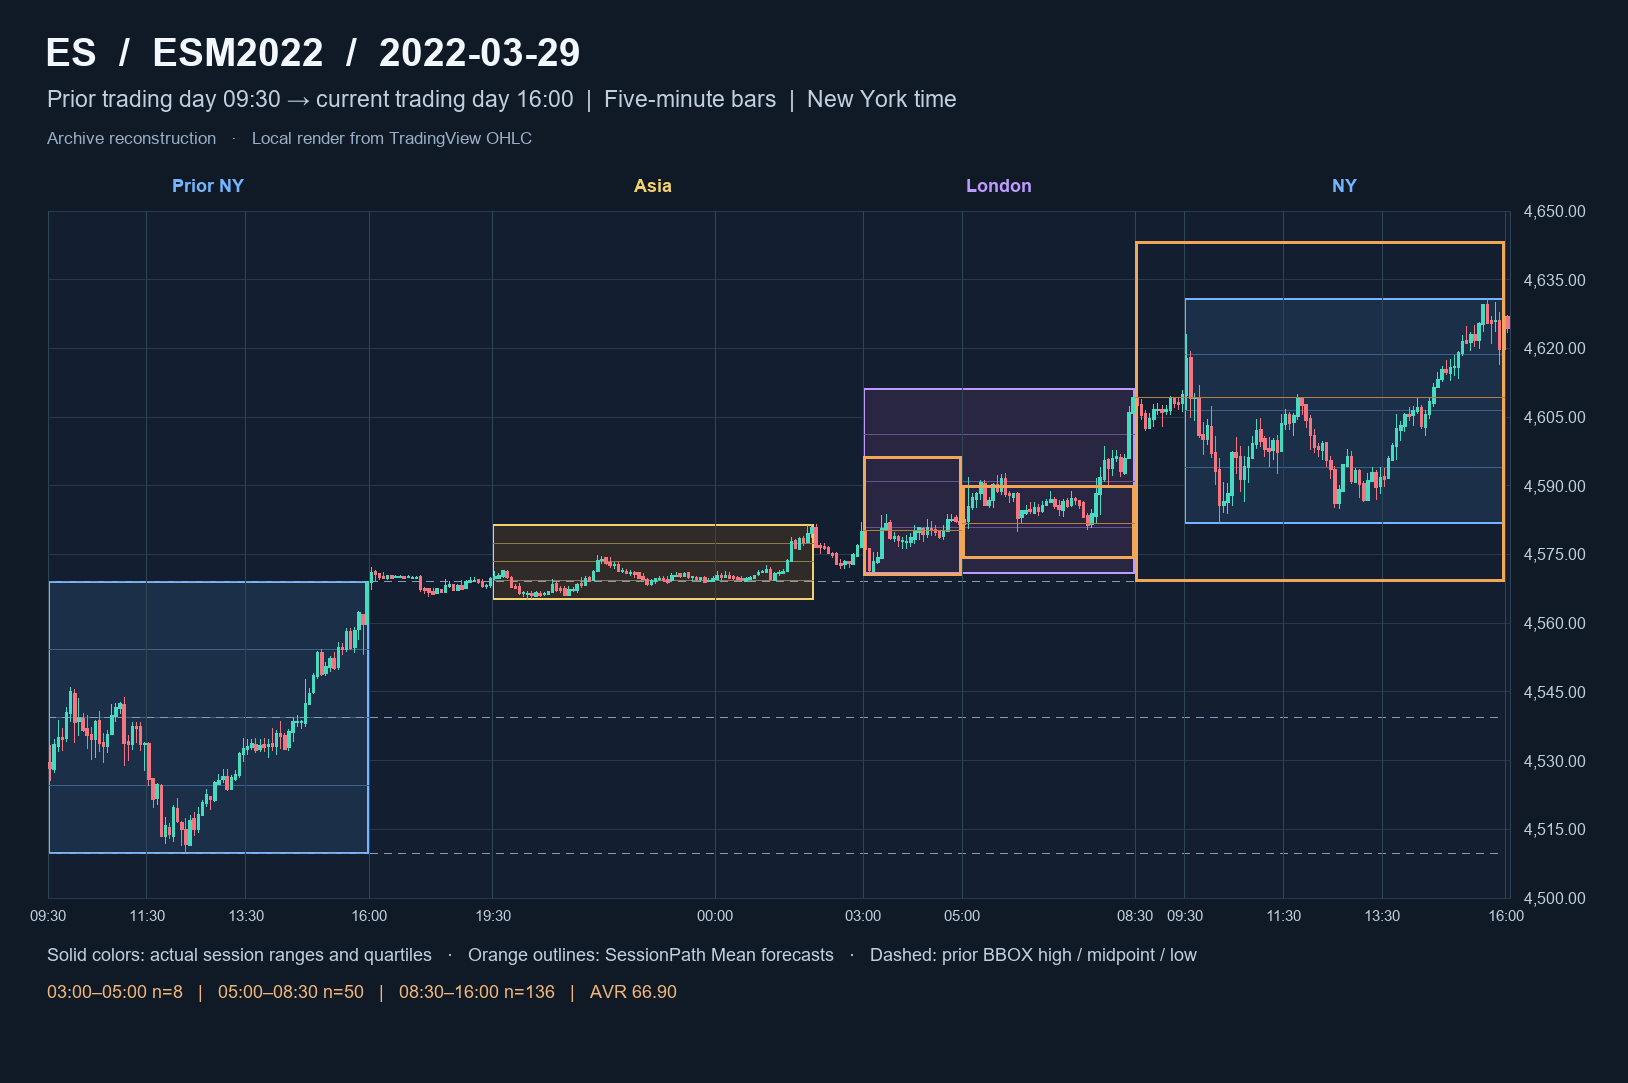 ES / ESM2022 / 2022-03-29
Prior trading day 09:30 → current trading day 16:00 | Five-minute bars | New York time
Archive reconstruction · Local render from TradingView OHLC
Prior NY Asia London NY
4,650.00
4,635.00
4,620.00
4,605.00
4,590.00
4,575.00
4,560.00
4,545.00
4,530.00
4,515.00
4,500.00
09:30 11:30 13:30 16:00 19:30 00:00 03:00 05:00 08:30 09:30 11:30 13:30 16:00
Solid colors: actual session ranges and quartiles · Orange outlines: SessionPath Mean forecasts · Dashed: prior BBOX high / midpoint / low
03:00–05:00 n=8 | 05:00–08:30 n=50 | 08:30–16:00 n=136 | AVR 66.90